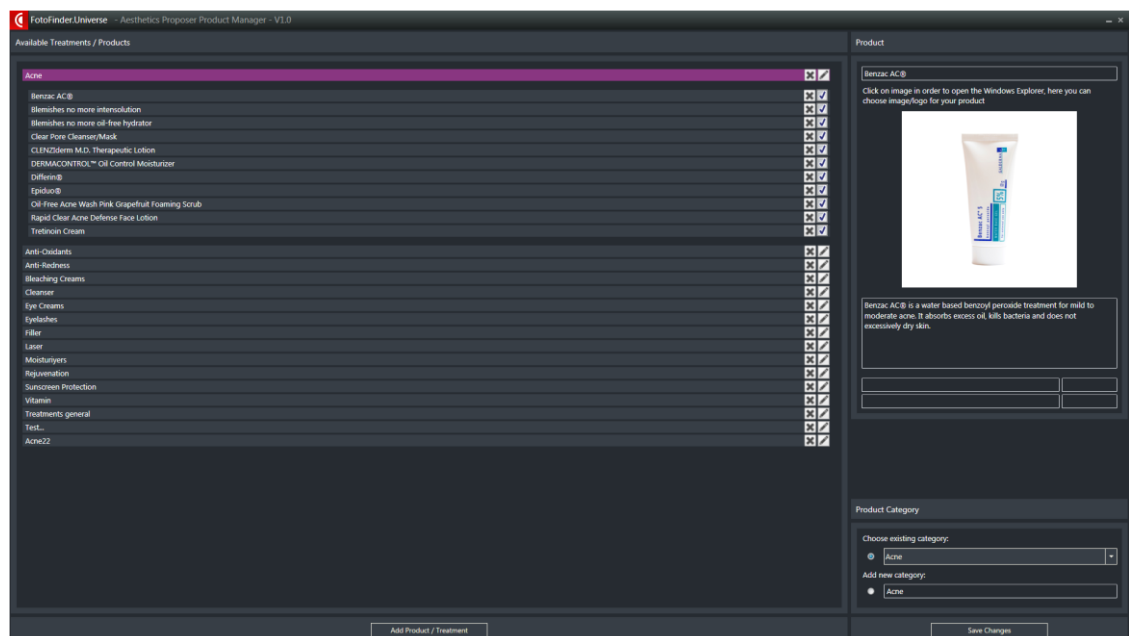 FotoFinder.Universe - Aesthetics Proposer Product Manager - V1.0
Available Treatments / Products
Acne
Benzac AC®
Blemishes no more intensolution
Blemishes no more oil-free hydrator
Clear Pore Cleanser/Mask
CLENZIderm M.D. Therapeutic Lotion
DERMACONTROL™ Oil Control Moisturizer
Differin®
Epiduo®
Oil-Free Acne Wash Pink Grapefruit Foaming Scrub
Rapid Clear Acne Defense Face Lotion
Tretinoin Cream
Anti-Oxidants
Anti-Redness
Bleaching Creams
Cleanser
Eye Creams
Eyelashes
Filler
Laser
Moisturiyers
Rejuvenation
Sunscreen Protection
Vitamin
Treatments general
Test...
Acne22
Add Product / Treatment
Product
Benzac AC®
Click on image in order to open the Windows Explorer, here you can
choose image/logo for your product
Benzac AC® 5
5%
Benzac AC® is a water based benzoyl peroxide treatment for mild to
moderate acne. It absorbs excess oil, kills bacteria and does not
excessively dry skin.
Product Category
Choose existing category:
Acne
Add new category:
Acne
Save Changes